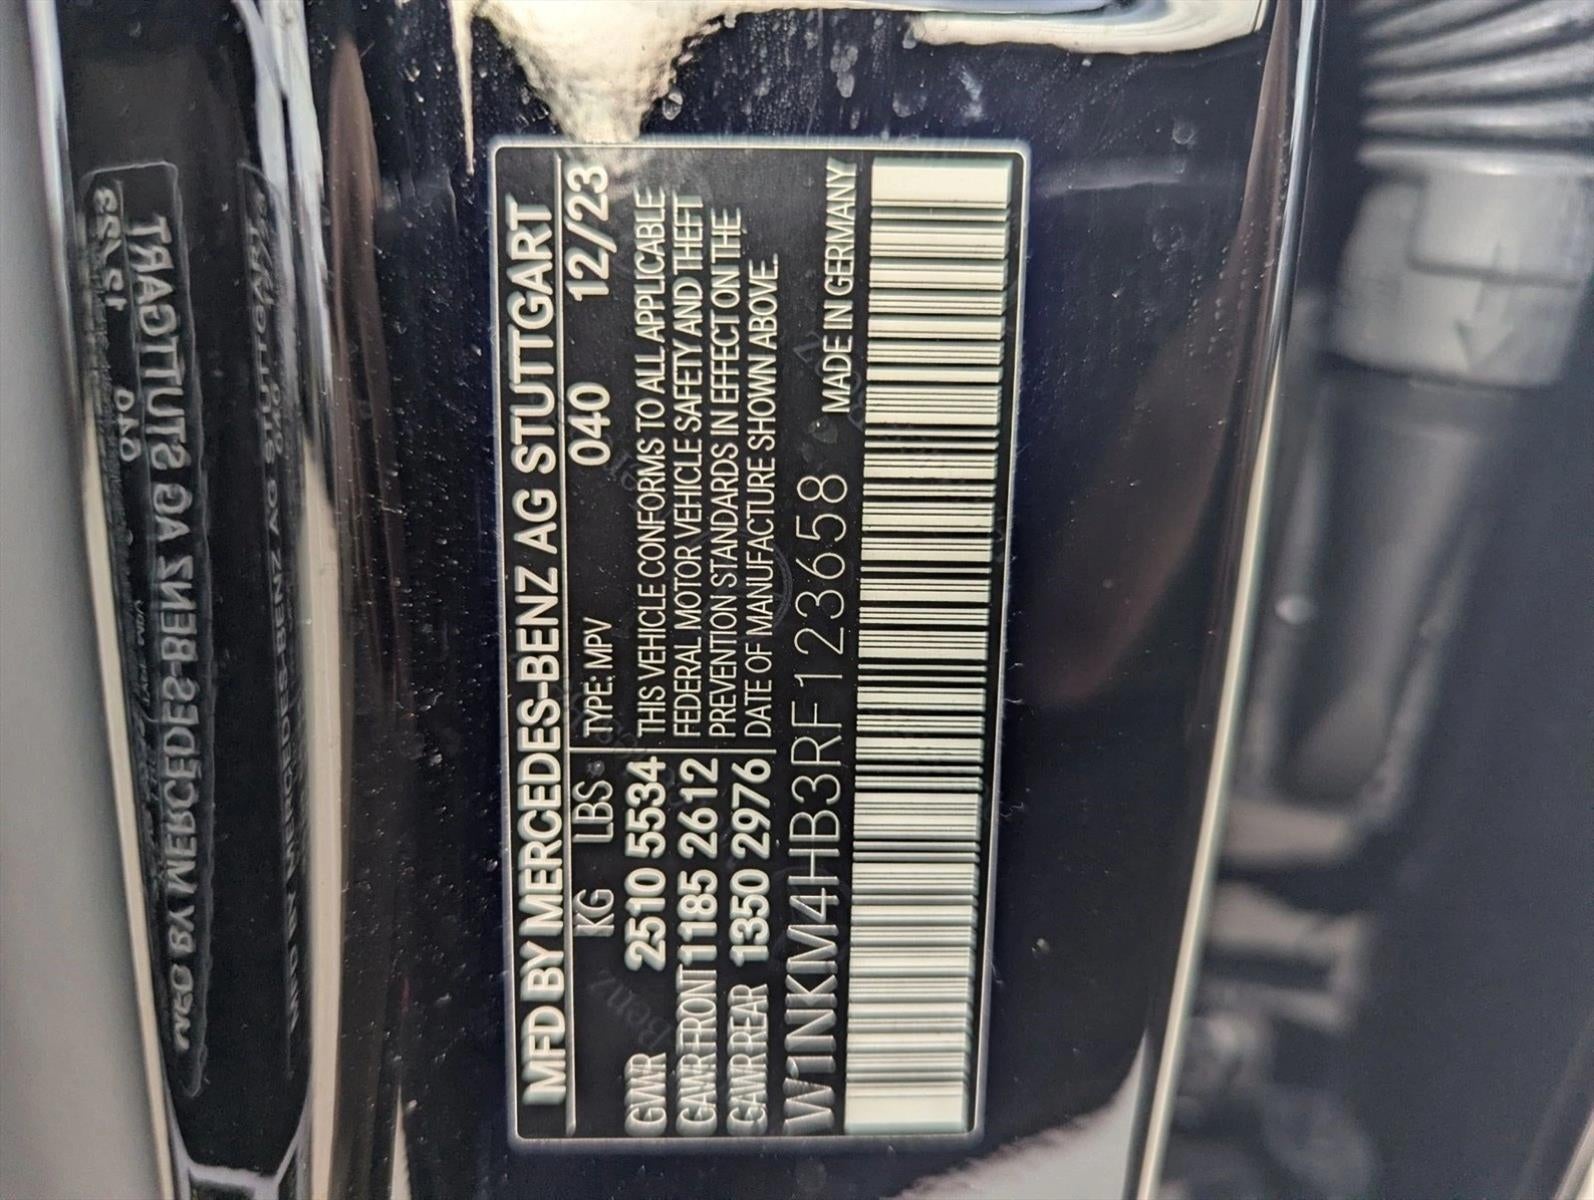 MFD BY MERCEDES-BENZ AG STUTTGART
KG LBS TYPE: MPV 040 12/23
GVWR 2510 5534
GAWR FRONT 1185 2612
GAWR REAR 1350 2976
THIS VEHICLE CONFORMS TO ALL APPLICABLE
FEDERAL MOTOR VEHICLE SAFETY AND THEFT
PREVENTION STANDARDS IN EFFECT ON THE
DATE OF MANUFACTURE SHOWN ABOVE.
W1NKM4HB3RF123658 MADE IN GERMANY